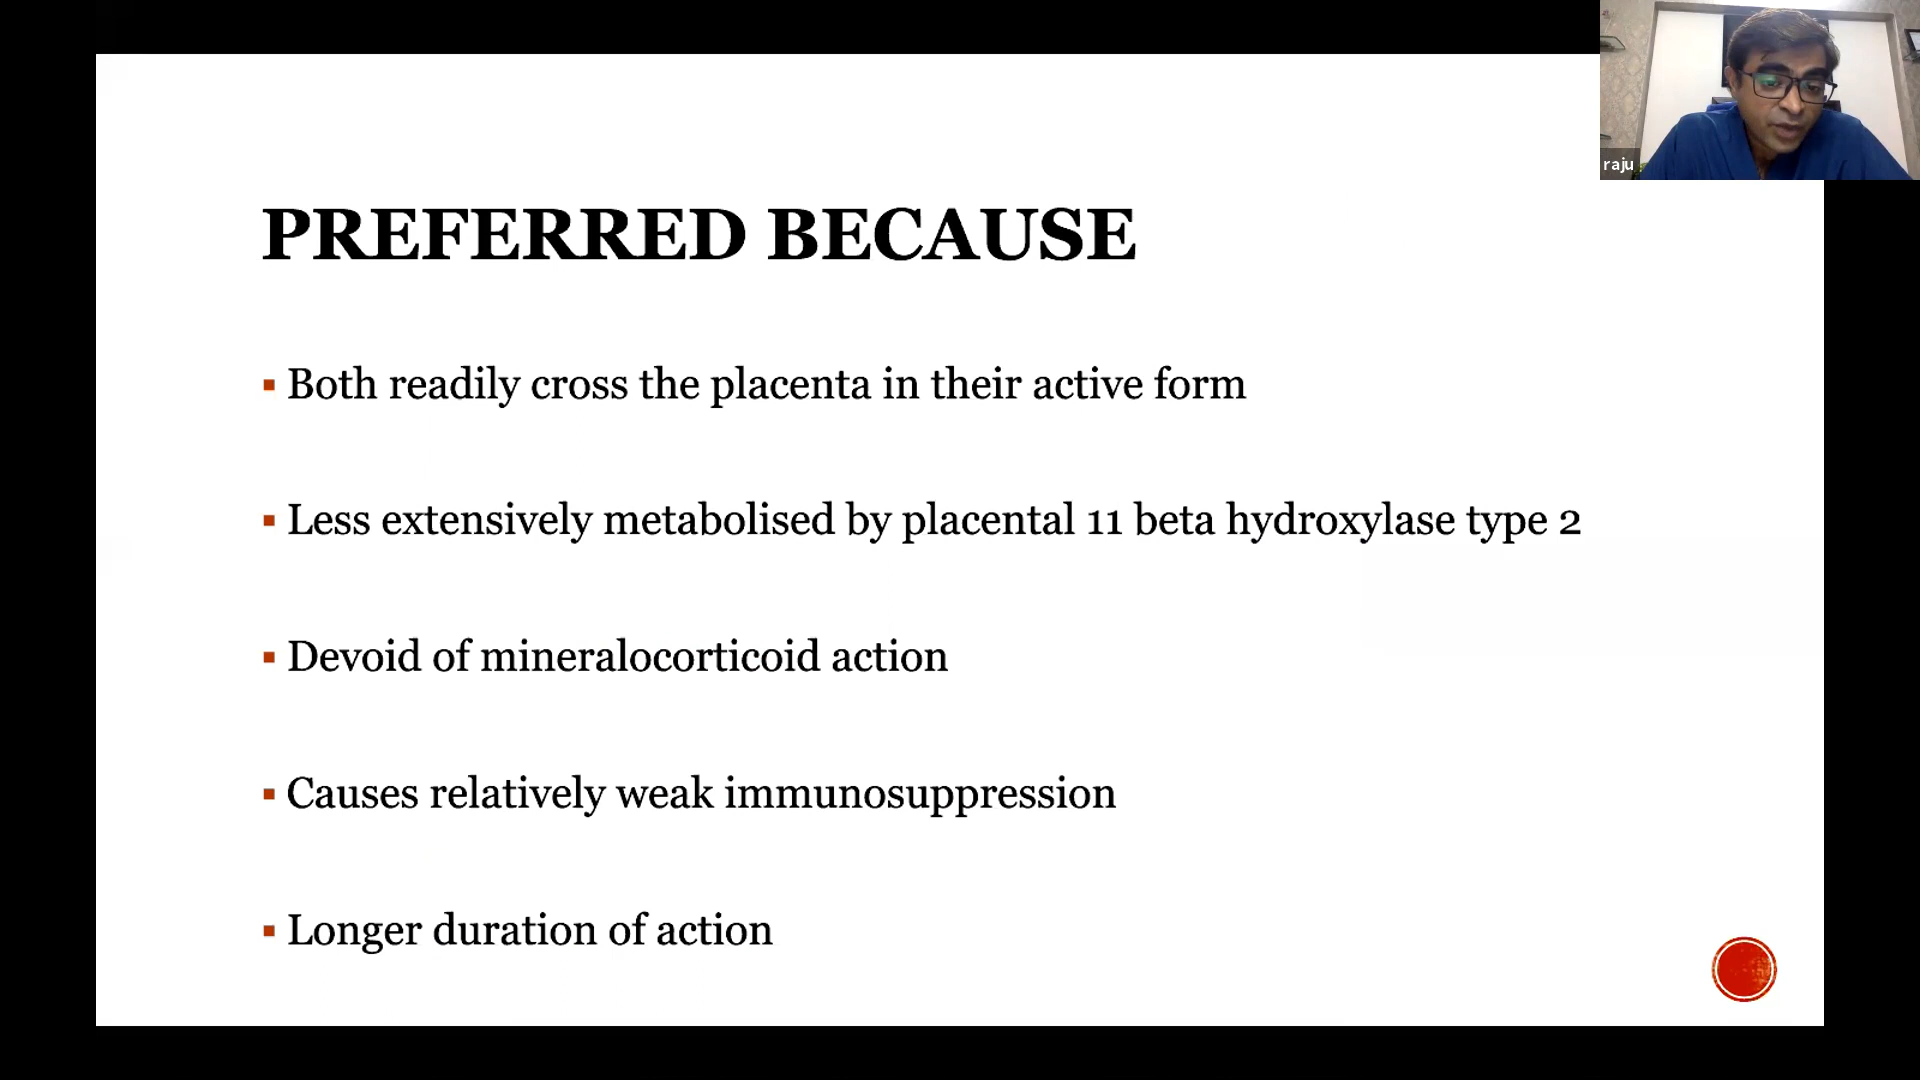 raju
PREFERRED BECAUSE
Both readily cross the placenta in their active form
Less extensively metabolised by placental 11 beta hydroxylase type 2
Devoid of mineralocorticoid action
Causes relatively weak immunosuppression
Longer duration of action